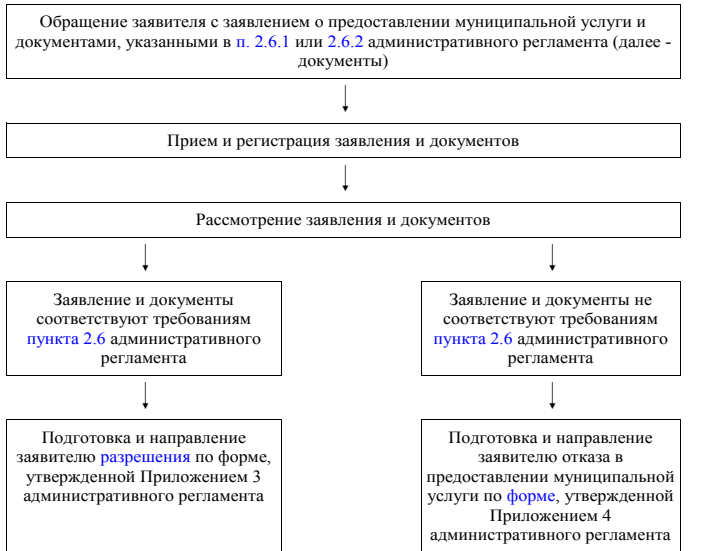 Обращение заявителя с заявлением о предоставлении муниципальной услуги и
документами, указанными в п. 2.6.1 или 2.6.2 административного регламента (далее -
документы)
Прием и регистрация заявления и документов
Рассмотрение заявления и документов
Заявление и документы
соответствуют требованиям
пункта 2.6 административного
регламента
Заявление и документы не
соответствуют требованиям
пункта 2.6 административного
регламента
Подготовка и направление
заявителю разрешения по форме,
утвержденной Приложением 3
административного регламента
Подготовка и направление
заявителю отказа в
предоставлении муниципальной
услуги по форме, утвержденной
Приложением 4
административного регламента